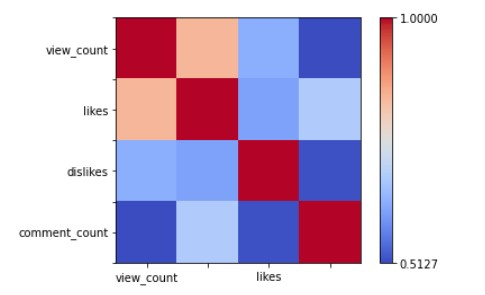 view_count
likes
dislikes
comment_count
view_count likes
1.0000
0.5127